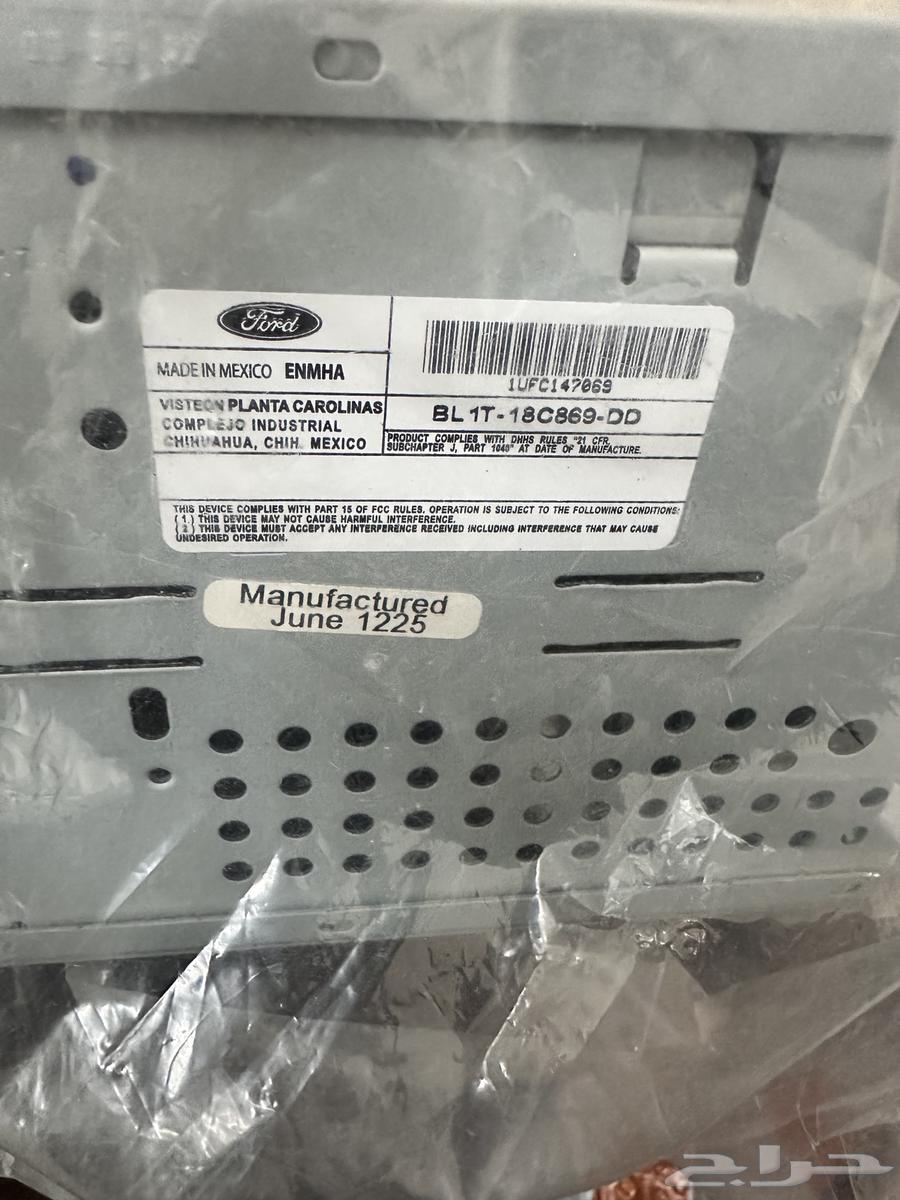 Ford
MADE IN MEXICO ENMHA
VISTEON PLANTA CAROLINAS
COMPLEJO INDUSTRIAL
CHIHUAHUA, CHIH. MEXICO
1UFC147069
BL1T-18C869-DD
PRODUCT COMPLIES WITH DHHS RULES "21 CFR,
SUBCHAPTER J, PART 1040" AT DATE OF MANUFACTURE.
THIS DEVICE COMPLIES WITH PART 15 OF FCC RULES. OPERATION IS SUBJECT TO THE FOLLOWING CONDITIONS:
(1.) THIS DEVICE MAY NOT CAUSE HARMFUL INTERFERENCE.
(2) THIS DEVICE MUST ACCEPT ANY INTERFERENCE RECEIVED INCLUDING INTERFERENCE THAT MAY CAUSE
UNDESIRED OPERATION.
Manufactured
June 1225
حراج